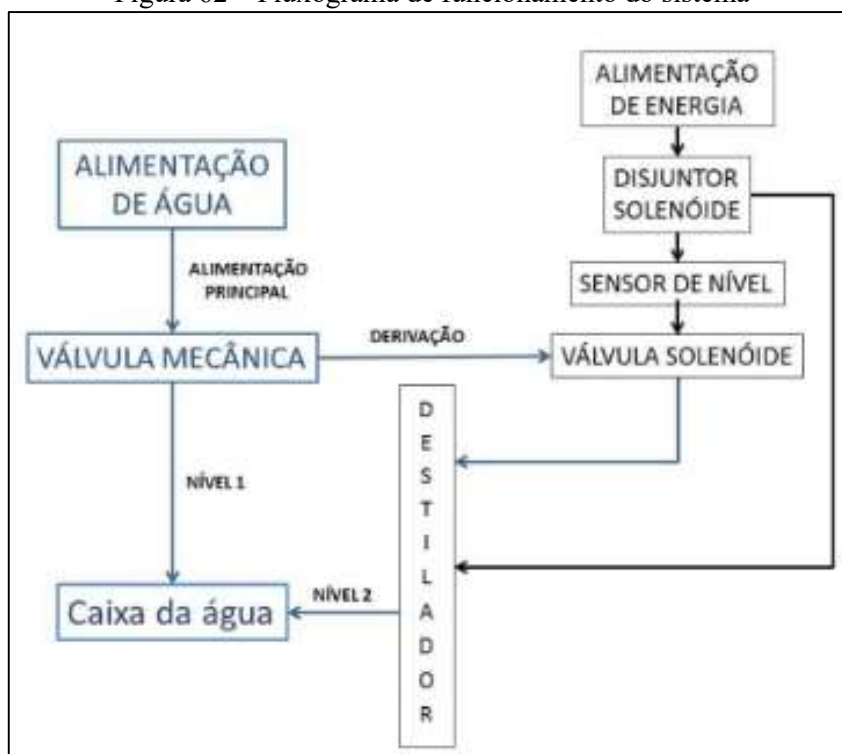 Figura 02 – Fluxograma de funcionamento do sistema
ALIMENTAÇÃO
DE ENERGIA
ALIMENTAÇÃO
DE ÁGUA
DISJUNTOR
SOLENÓIDE
ALIMENTAÇÃO
PRINCIPAL
SENSOR DE NÍVEL
VÁLVULA MECÂNICA
DERIVAÇÃO
VÁLVULA SOLENÓIDE
D
E
S
T
I
L
A
D
O
R
NÍVEL 1
NÍVEL 2
Caixa da água